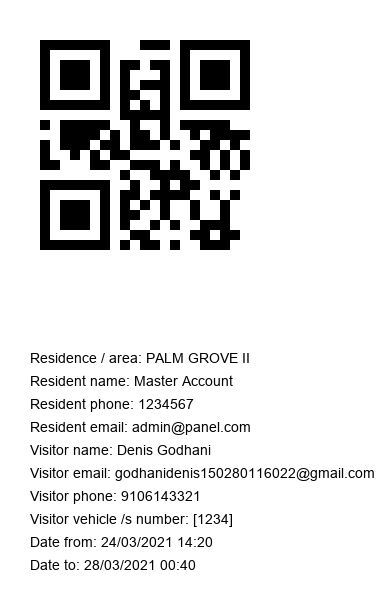 Residence / area: PALM GROVE II
Resident name: Master Account
Resident phone: 1234567
Resident email: admin@panel.com
Visitor name: Denis Godhani
Visitor email: godhanidenis150280116022@gmail.com
Visitor phone: 9106143321
Visitor vehicle /s number: [1234]
Date from: 24/03/2021 14:20
Date to: 28/03/2021 00:40